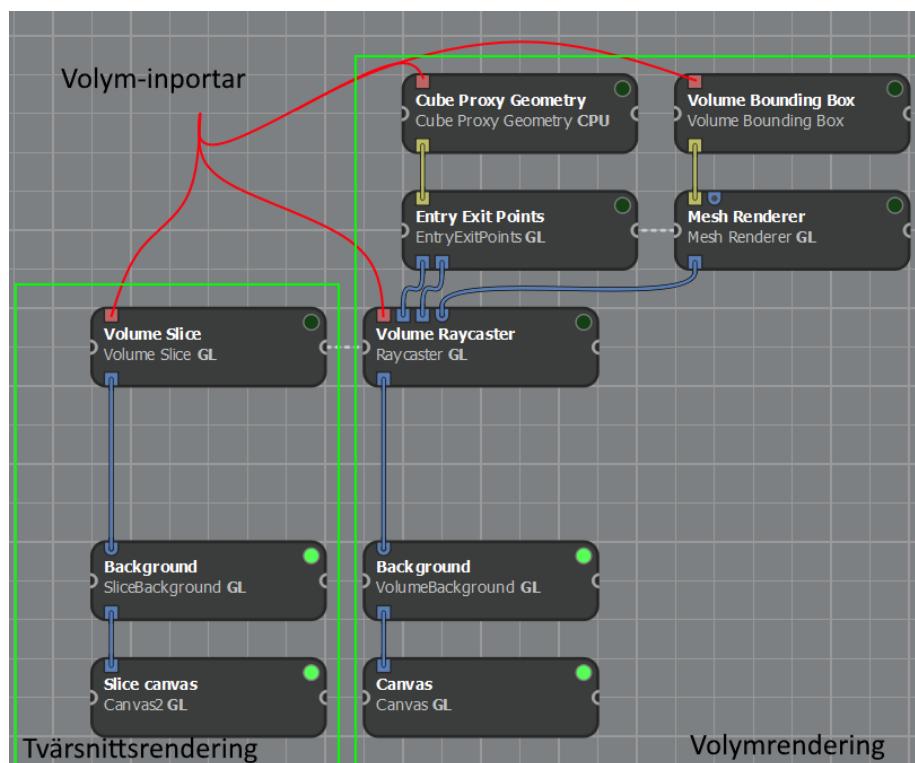 Volym-inportar
Cube Proxy Geometry
Cube Proxy Geometry CPU
Volume Bounding Box
Volume Bounding Box
Entry Exit Points
EntryExitPoints GL
Mesh Renderer
Mesh Renderer GL
Volume Slice
Volume Slice GL
Volume Raycaster
Raycaster GL
Background
SliceBackground GL
Background
VolumeBackground GL
Slice canvas
Canvas2 GL
Canvas
Canvas GL
Tvärsnittsrendering
Volymrendering